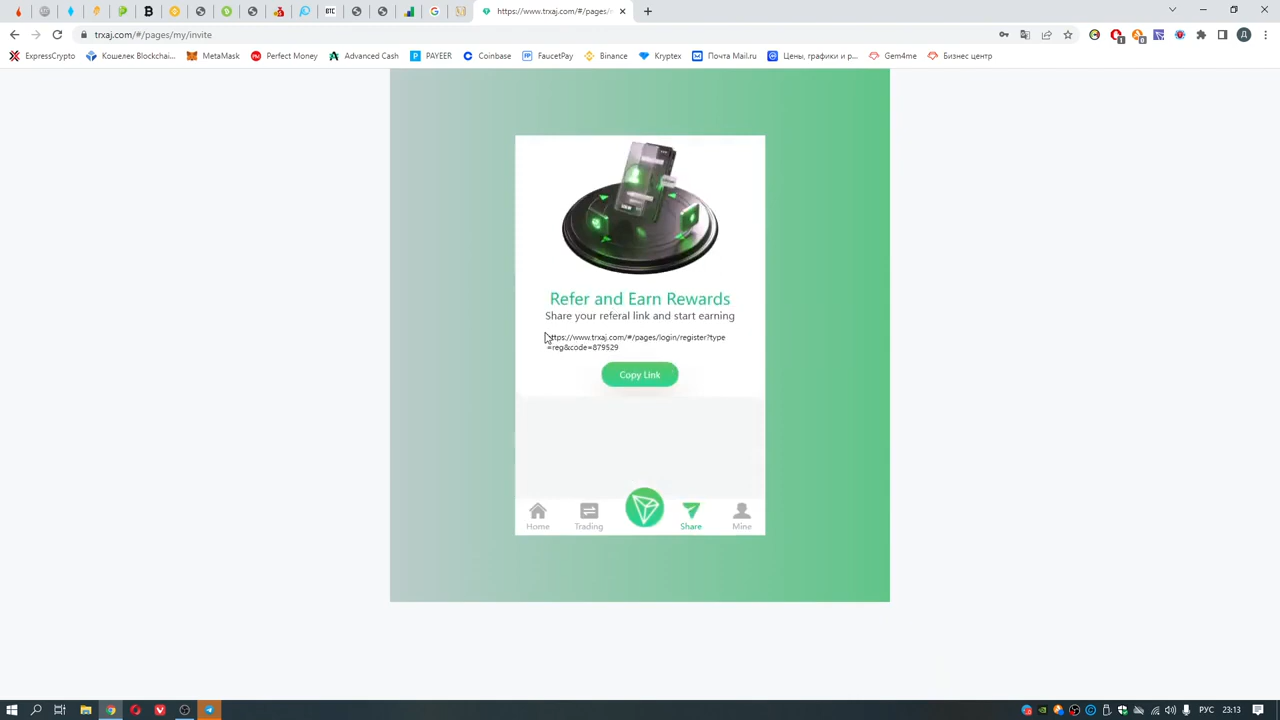 https://www.trxaj.com/#/pages/
trxaj.com/#/pages/my/invite
ExpressCrypto
Кошелек Blockchai...
MetaMask
Perfect Money
Advanced Cash
PAYEER
Coinbase
FaucetPay
Binance
Kryptex
Почта Mail.ru
Цены, графики и р...
Gem4me
Бизнес центр
Refer and Earn Rewards
Share your referal link and start earning
https://www.trxaj.com/#/pages/login/register?type
=reg&code=879529
Copy Link
Home
Trading
Share
Mine
РУС
23:13